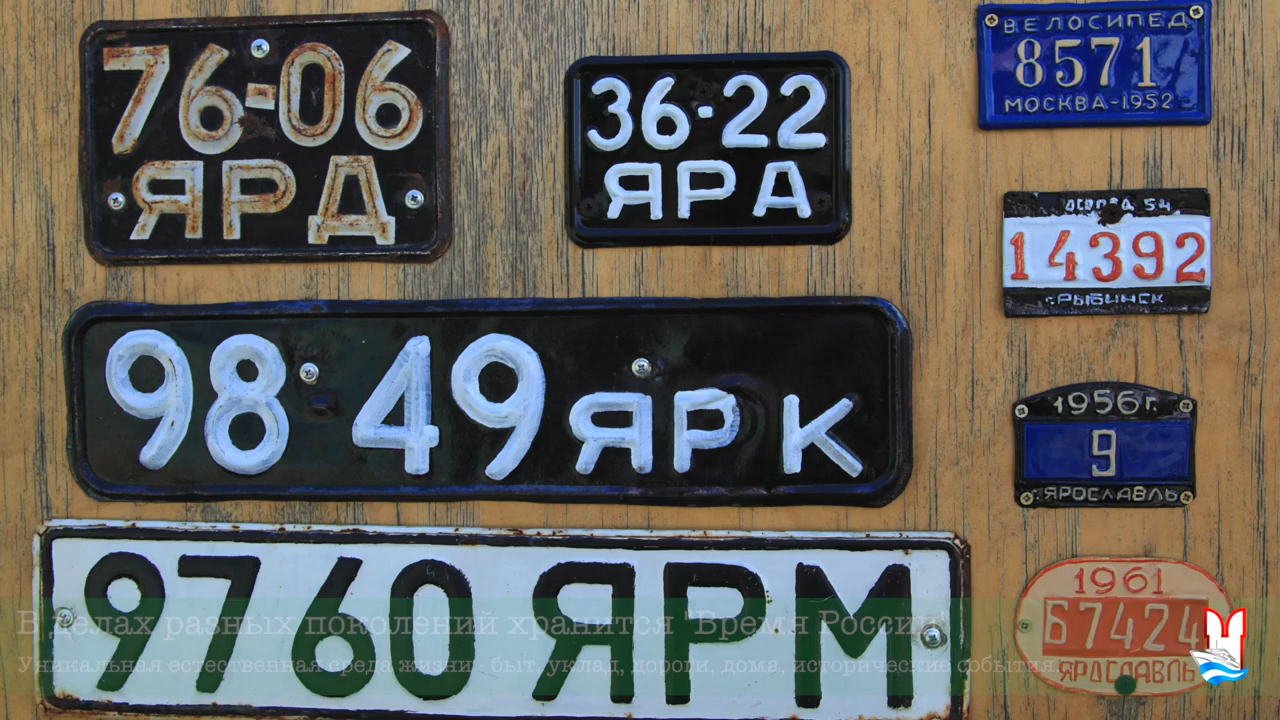 76-06
ЯРД
36-22
ЯРА
ВЕЛОСИПЕД
8571
МОСКВА-1952
54
14392
г.РЫБИНСК
98 49 ЯРК
1956г.
9
г.ЯРОСЛАВЛЬ
9760 ЯРМ
1961
67424
ЯРОСЛАВЛЬ
В делах разных поколений хранится "Время России"
Уникальная естественная среда жизни: - быт, уклад, дороги, дома, исторические события.